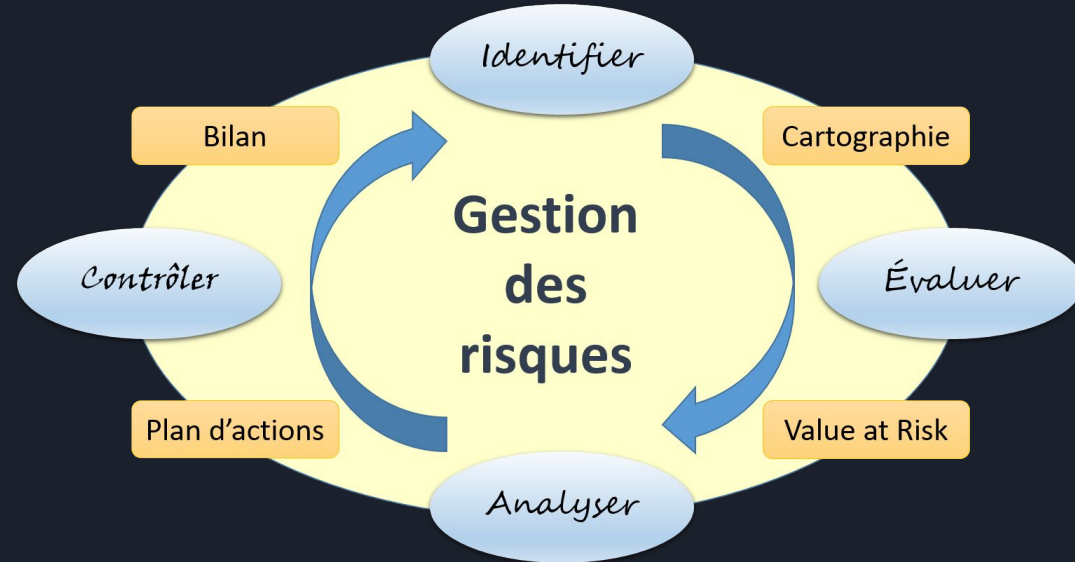 Identifier
Bilan
Cartographie
Gestion
des
risques
Contrôler
Évaluer
Plan d’actions
Value at Risk
Analyser